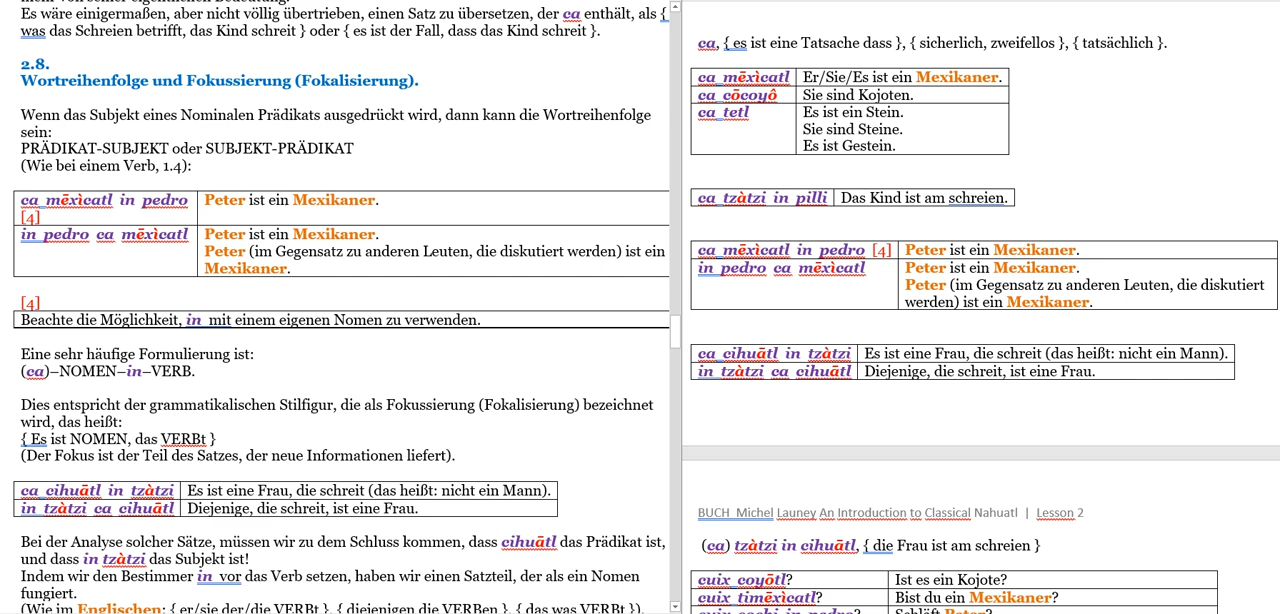 Es wäre einigermaßen, aber nicht völlig übertrieben, einen Satz zu übersetzen, der ca enthält, als {
was das Schreien betrifft, das Kind schreit } oder { es ist der Fall, dass das Kind schreit }.
2.8.
Wortreihenfolge und Fokussierung (Fokalisierung).
Wenn das Subjekt eines Nominalen Prädikats ausgedrückt wird, dann kann die Wortreihenfolge
sein:
PRÄDIKAT-SUBJEKT oder SUBJEKT-PRÄDIKAT
(Wie bei einem Verb, 1.4):
ca mēxìcatl in pedro Peter ist ein Mexikaner.
[4]
in pedro ca mēxìcatl Peter ist ein Mexikaner.
Peter (im Gegensatz zu anderen Leuten, die diskutiert werden) ist ein
Mexikaner.
[4]
Beachte die Möglichkeit, in mit einem eigenen Nomen zu verwenden.
Eine sehr häufige Formulierung ist:
(ca)–NOMEN–in–VERB.
Dies entspricht der grammatikalischen Stilfigur, die als Fokussierung (Fokalisierung) bezeichnet
wird, das heißt:
{ Es ist NOMEN, das VERBt }
(Der Fokus ist der Teil des Satzes, der neue Informationen liefert).
ca cihuātl in tzàtzi Es ist eine Frau, die schreit (das heißt: nicht ein Mann).
in tzàtzi ca cihuātl Diejenige, die schreit, ist eine Frau.
Bei der Analyse solcher Sätze, müssen wir zu dem Schluss kommen, dass cihuātl das Prädikat ist,
und dass in tzàtzi das Subjekt ist!
Indem wir den Bestimmer in vor das Verb setzen, haben wir einen Satzteil, der als ein Nomen
fungiert.
(Wie im Englischen: { er/sie der/die VERBt }, { diejenigen die VERBen }, { das was VERBt }).
ca, { es ist eine Tatsache dass }, { sicherlich, zweifellos }, { tatsächlich }.
ca mēxìcatl Er/Sie/Es ist ein Mexikaner.
ca cōcoyô Sie sind Kojoten.
ca tetl Es ist ein Stein.
Sie sind Steine.
Es ist Gestein.
ca tzàtzi in pilli Das Kind ist am schreien.
ca mēxìcatl in pedro [4] Peter ist ein Mexikaner.
in pedro ca mēxìcatl Peter ist ein Mexikaner.
Peter (im Gegensatz zu anderen Leuten, die diskutiert
werden) ist ein Mexikaner.
ca cihuātl in tzàtzi Es ist eine Frau, die schreit (das heißt: nicht ein Mann).
in tzàtzi ca cihuātl Diejenige, die schreit, ist eine Frau.
BUCH Michel Launey An Introduction to Classical Nahuatl | Lesson 2
(ca) tzàtzi in cihuātl, { die Frau ist am schreien }
cuix coyōtl? Ist es ein Kojote?
cuix timēxìcatl? Bist du ein Mexikaner?